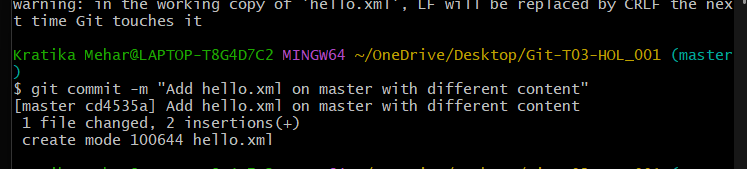 warning: in the working copy of 'hello.xml', LF will be replaced by CRLF the nex
t time Git touches it
Kratika Mehar@LAPTOP-T8G4D7C2 MINGW64 ~/OneDrive/Desktop/Git-T03-HOL_001 (master
)
$ git commit -m "Add hello.xml on master with different content"
[master cd4535a] Add hello.xml on master with different content
 1 file changed, 2 insertions(+)
 create mode 100644 hello.xml